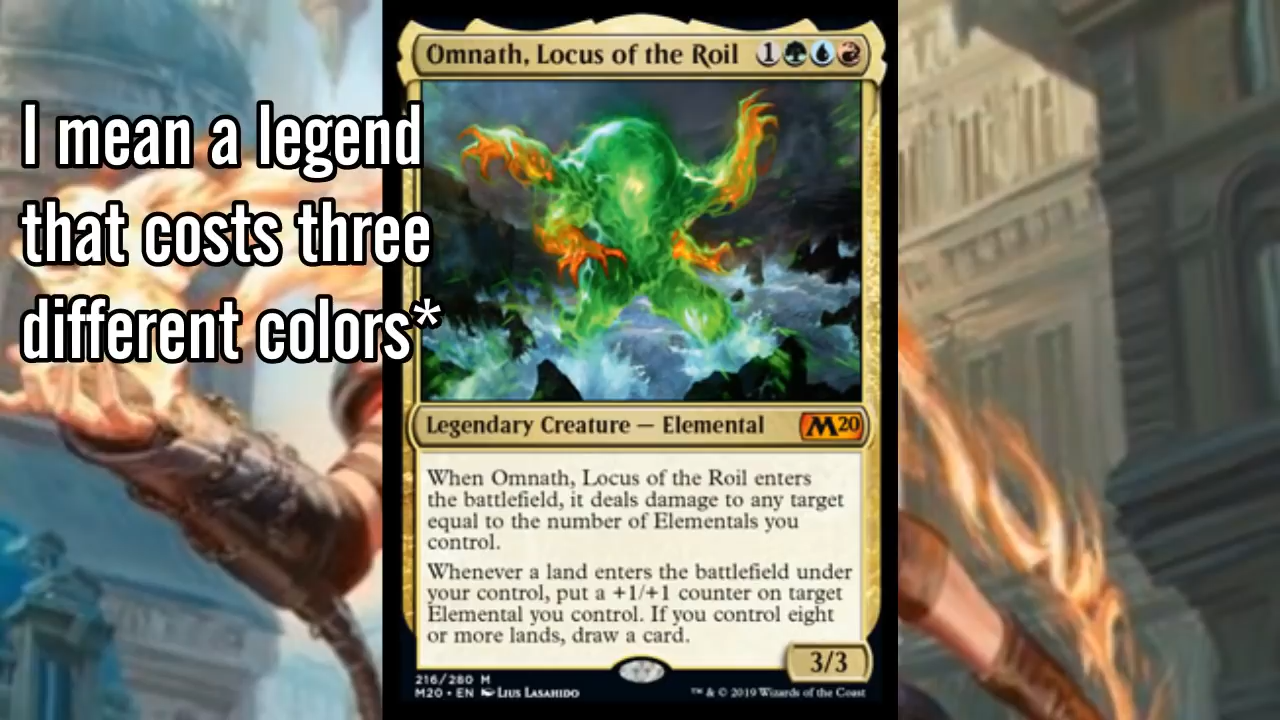 I mean a legend
that costs three
different colors*
Omnath, Locus of the Roil 1
Legendary Creature — Elemental M20
When Omnath, Locus of the Roil enters
the battlefield, it deals damage to any target
equal to the number of Elementals you
control.
Whenever a land enters the battlefield under
your control, put a +1/+1 counter on target
Elemental you control. If you control eight
or more lands, draw a card.
3/3
216/280 M
M20 • EN Lius Lasahido
™ & © 2019 Wizards of the Coast